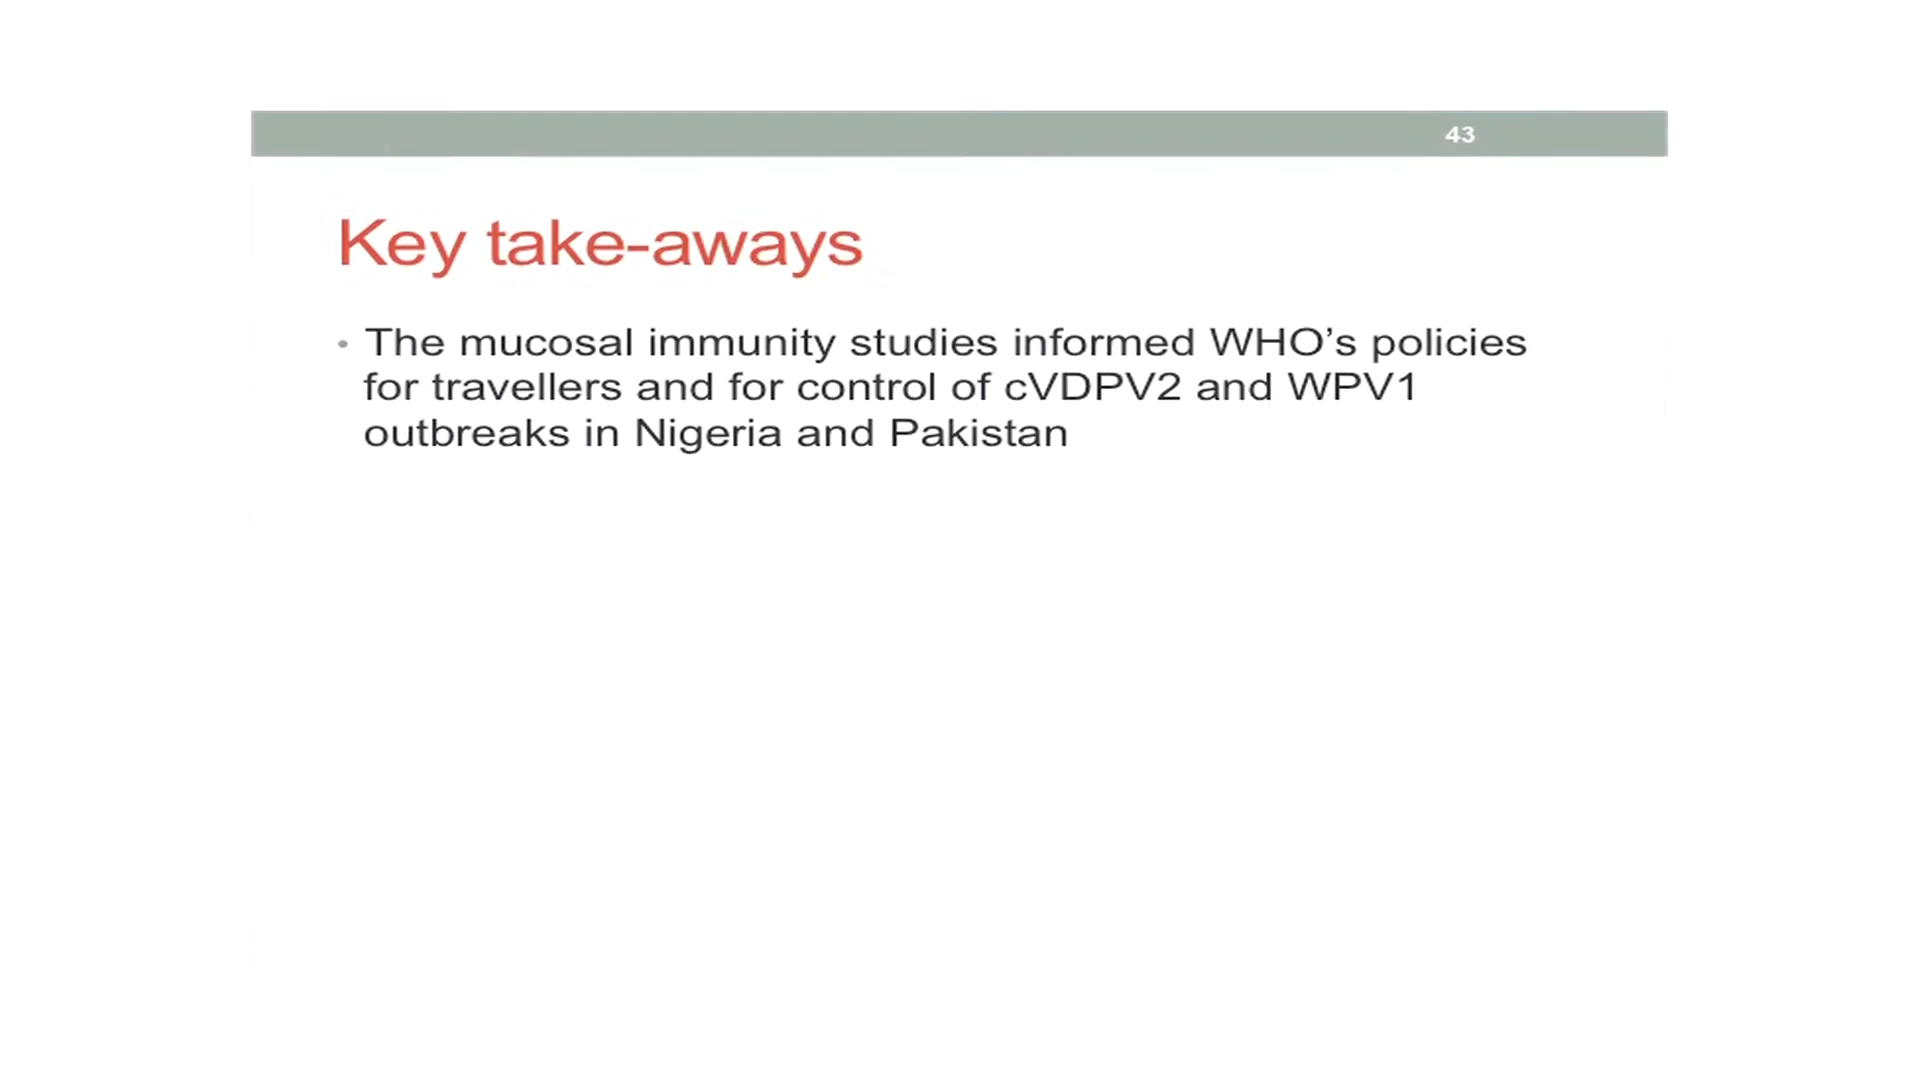 43
Key take-aways
• The mucosal immunity studies informed WHO’s policies
for travellers and for control of cVDPV2 and WPV1
outbreaks in Nigeria and Pakistan